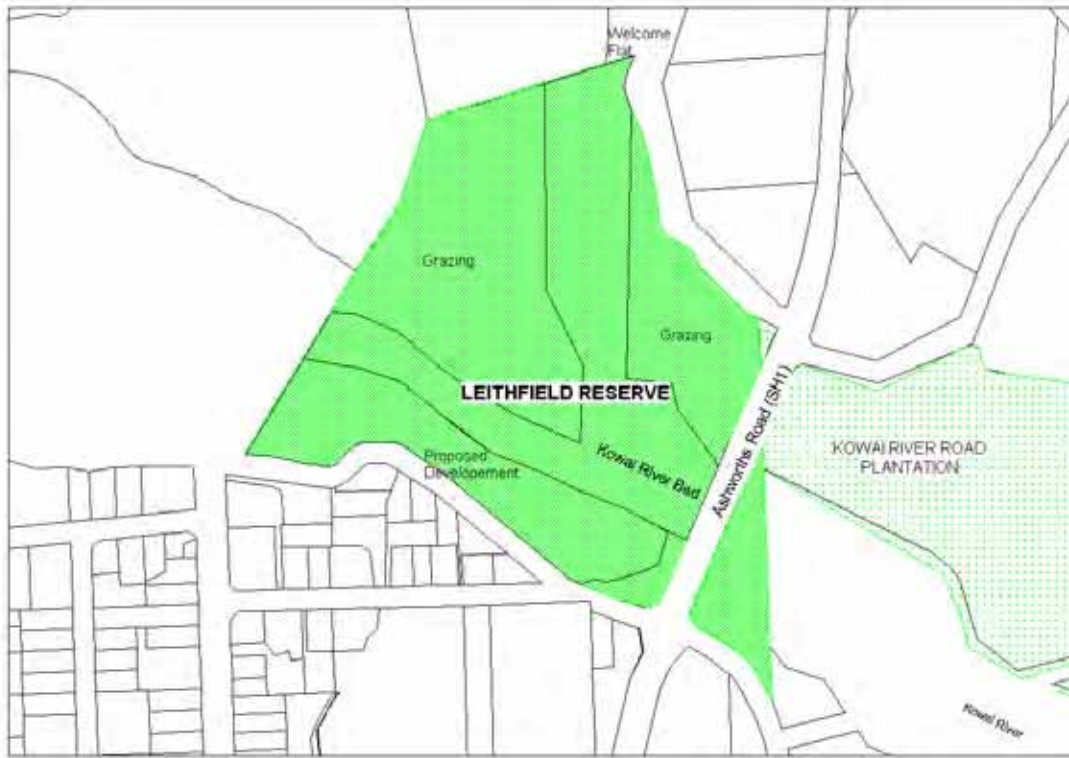 Welcome
Flat
Grazing
Grazing
LEITHFIELD RESERVE
Ashworths Road (SH1)
KOWAI RIVER ROAD
PLANTATION
Proposed
Developement
Kowai River Bed
Kowai River